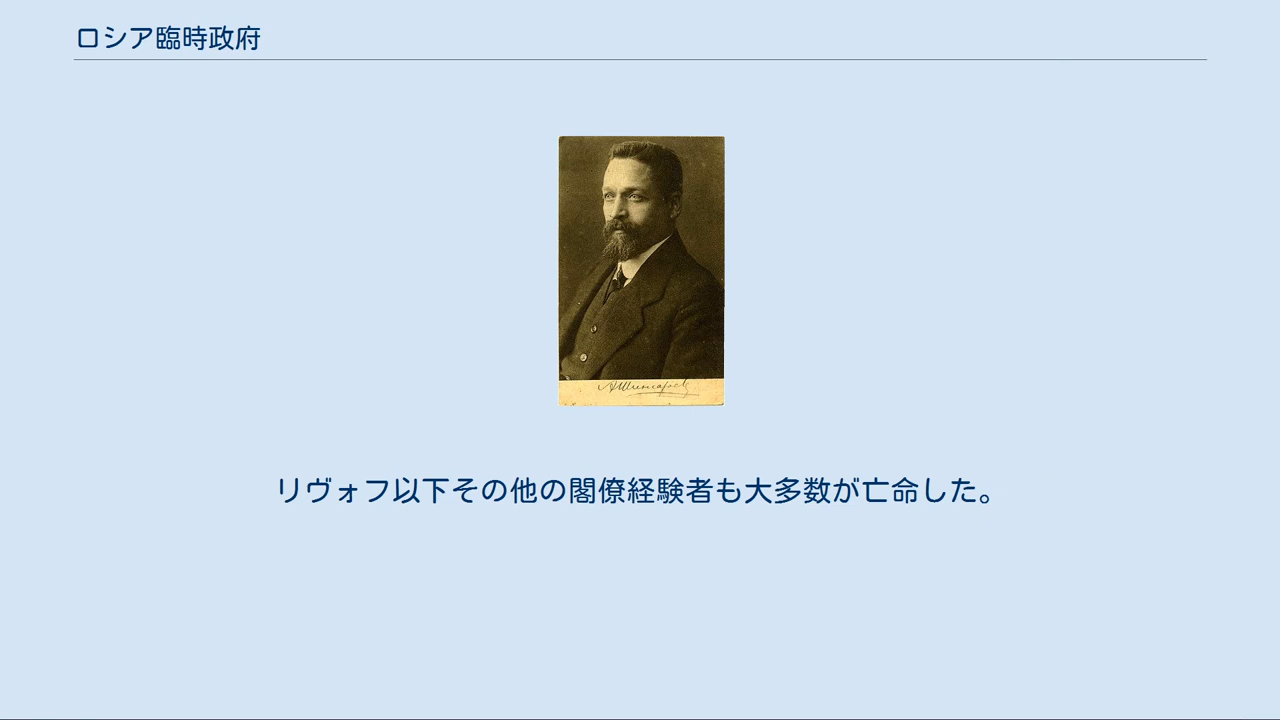 ロシア臨時政府
А Шингарёв
リヴォフ以下その他の閣僚経験者も大多数が亡命した。